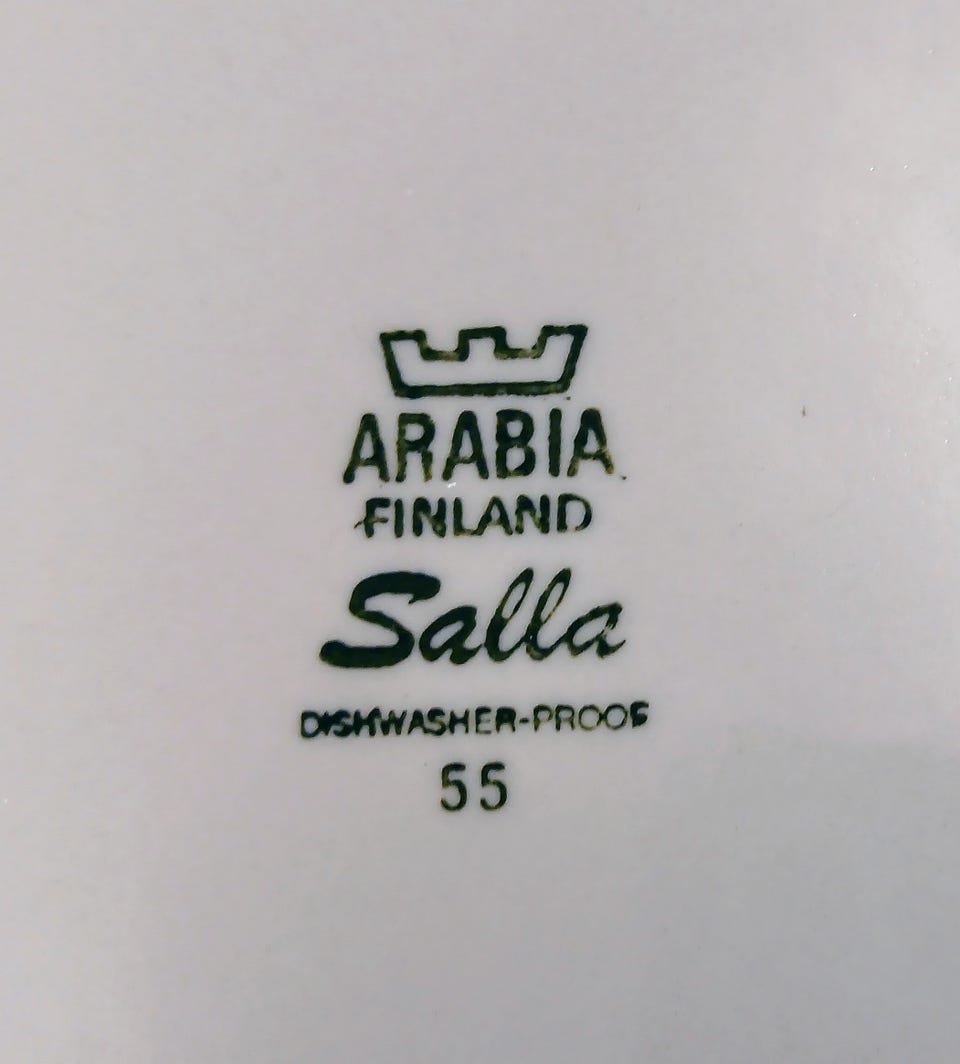 ARABIA
FINLAND
Salla
DISHWASHER-PROOF
55